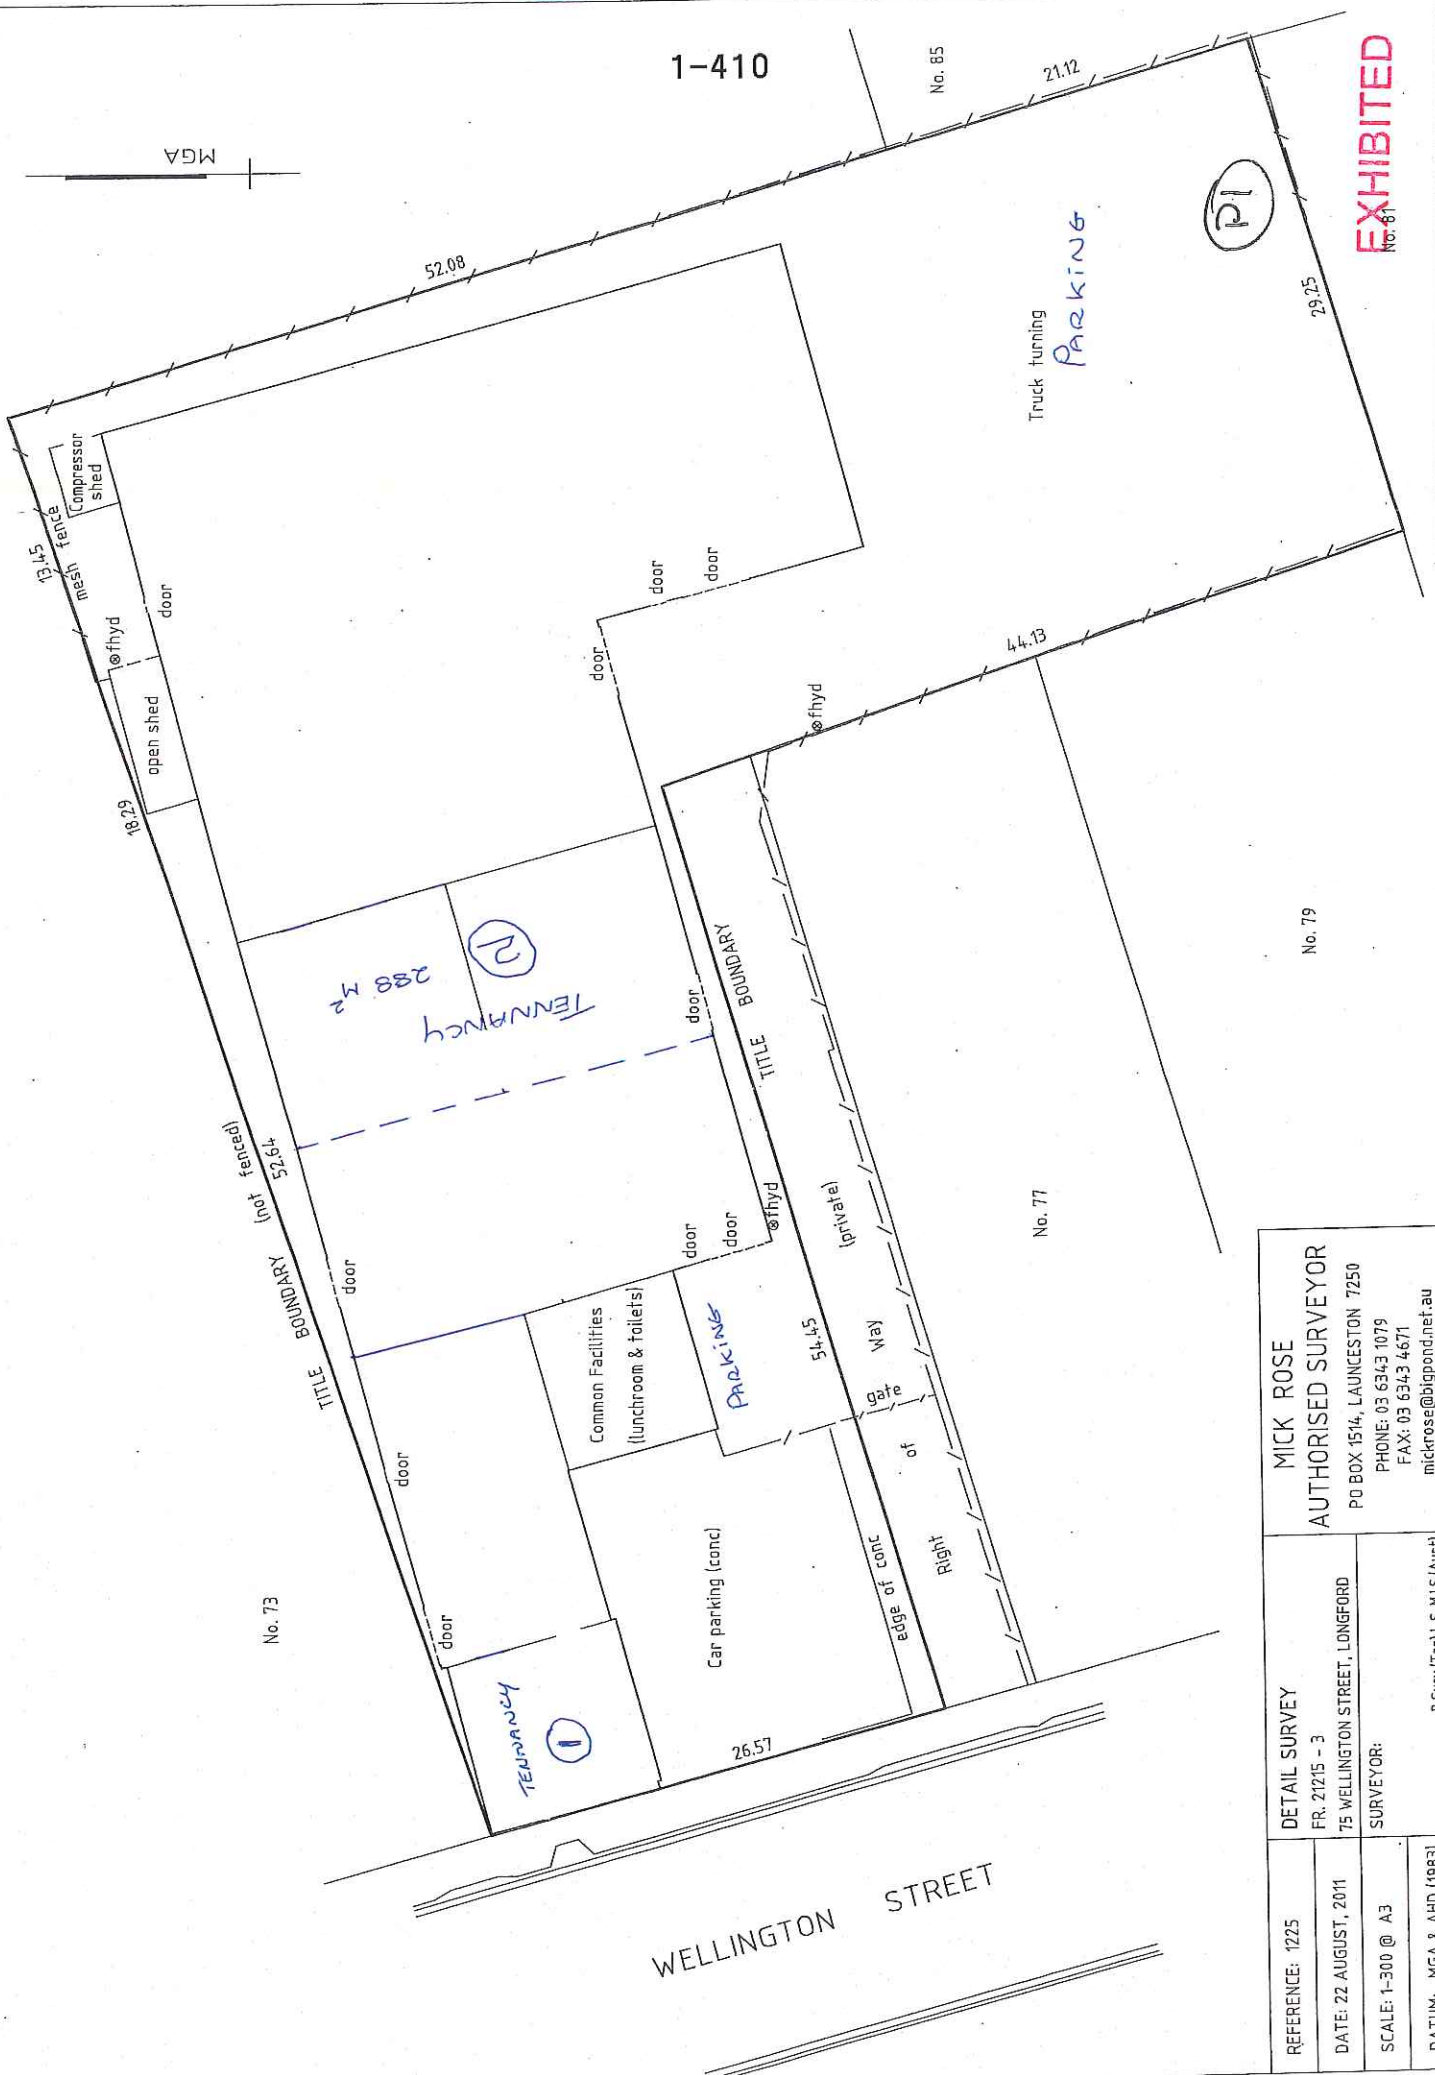 1-410
MGA
No. 85
21.12
EXHIBITED
No. 81
P1
52.08
29.25
Truck turning
PARKING
13.45
mesh fence
Compressor
shed
⊗fhyd
door
open shed
18.29
door
door
door
44.13
⊗fhyd
288 M²
TENNANCY
2
door
TITLE BOUNDARY
No. 79
TITLE BOUNDARY (not fenced)
52.64
door
door
door
⊗fhyd
Common Facilities
(lunchroom & toilets)
PARKING
54.45
Right of Way (private)
gate
No. 77
door
door
No. 73
Car parking (conc)
edge of conc
TENNANCY
1
26.57
WELLINGTON STREET
REFERENCE: 1225
DATE: 22 AUGUST, 2011
SCALE: 1-300 @ A3
DATUM: MGA & AHD (1983)
DETAIL SURVEY
FR. 21215 - 3
75 WELLINGTON STREET, LONGFORD
SURVEYOR:
MICK ROSE
AUTHORISED SURVEYOR
PO BOX 1514, LAUNCESTON 7250
PHONE: 03 6343 1079
FAX: 03 6343 4671
mickrose@bigpond.net.au